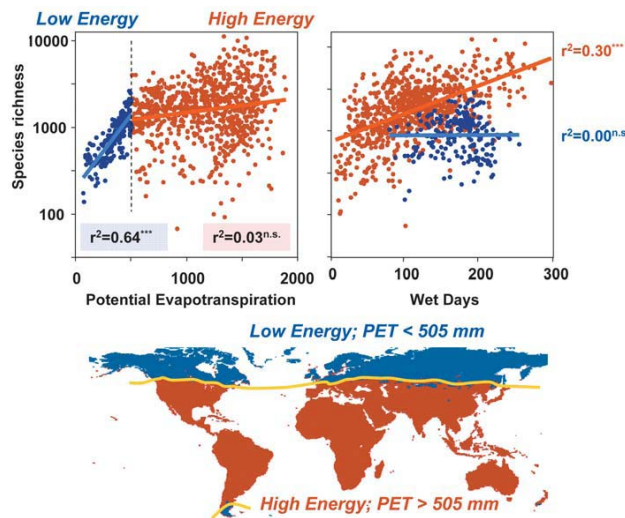 Low Energy High Energy
Species richness
10000
1000
100
r²=0.64***
r²=0.03n.s.
0 1000 1000 2000
Potential Evapotranspiration
r²=0.30***
r²=0.00n.s.
0 100 200 300
Wet Days
Low Energy; PET < 505 mm
High Energy; PET > 505 mm